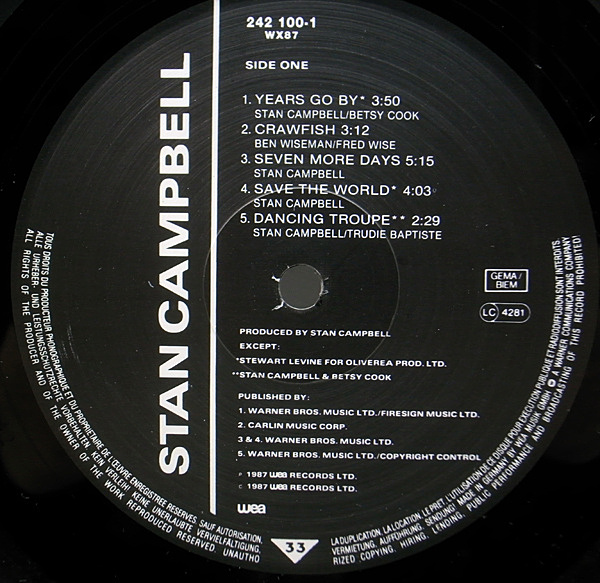 242 100-1
WX87
SIDE ONE
STAN CAMPBELL
1. YEARS GO BY* 3:50
STAN CAMPBELL/BETSY COOK
2. CRAWFISH 3:12
BEN WISEMAN/FRED WISE
3. SEVEN MORE DAYS 5:15
STAN CAMPBELL
4. SAVE THE WORLD* 4:03
STAN CAMPBELL
5. DANCING TROUPE** 2:29
STAN CAMPBELL/TRUDIE BAPTISTE
GEMA/
BIEM
LC 4281
PRODUCED BY STAN CAMPBELL
EXCEPT:
*STEWART LEVINE FOR OLIVEREA PROD. LTD.
**STAN CAMPBELL & BETSY COOK
PUBLISHED BY:
1. WARNER BROS. MUSIC LTD./FIRESIGN MUSIC LTD.
2. CARLIN MUSIC CORP.
3 & 4. WARNER BROS. MUSIC LTD.
5. WARNER BROS. MUSIC LTD./COPYRIGHT CONTROL
℗ 1987 wea RECORDS LTD.
© 1987 wea RECORDS LTD.
wea
33
TOUS DROITS DU PRODUCTEUR PHONOGRAPHIQUE ET DU PROPRIETAIRE DE L'ŒUVRE ENREGISTREE RESERVES. SAUF AUTORISATION,
LA DUPLICATION, LA LOCATION, LE PRET, L'UTILISATION DE CE DISQUE POUR EXECUTION PUBLIQUE ET RADIODIFFUSION SONT INTERDITS.
ALLE URHEBER- UND LEISTUNGSSCHUTZRECHTE VORBEHALTEN. KEIN VERLEIH! KEINE UNERLAUBTE VERVIELFÄLTIGUNG,
VERMIETUNG, AUFFÜHRUNG, SENDUNG! MADE IN GERMANY BY WEA MUSIK GMBH A WARNER COMMUNICATIONS COMPANY
ALL RIGHTS OF THE PRODUCER AND OF THE OWNER OF THE WORK REPRODUCED RESERVED. UNAUTHO
RIZED COPYING, HIRING, LENDING, PUBLIC PERFORMANCE AND BROADCASTING OF THIS RECORD PROHIBITED!